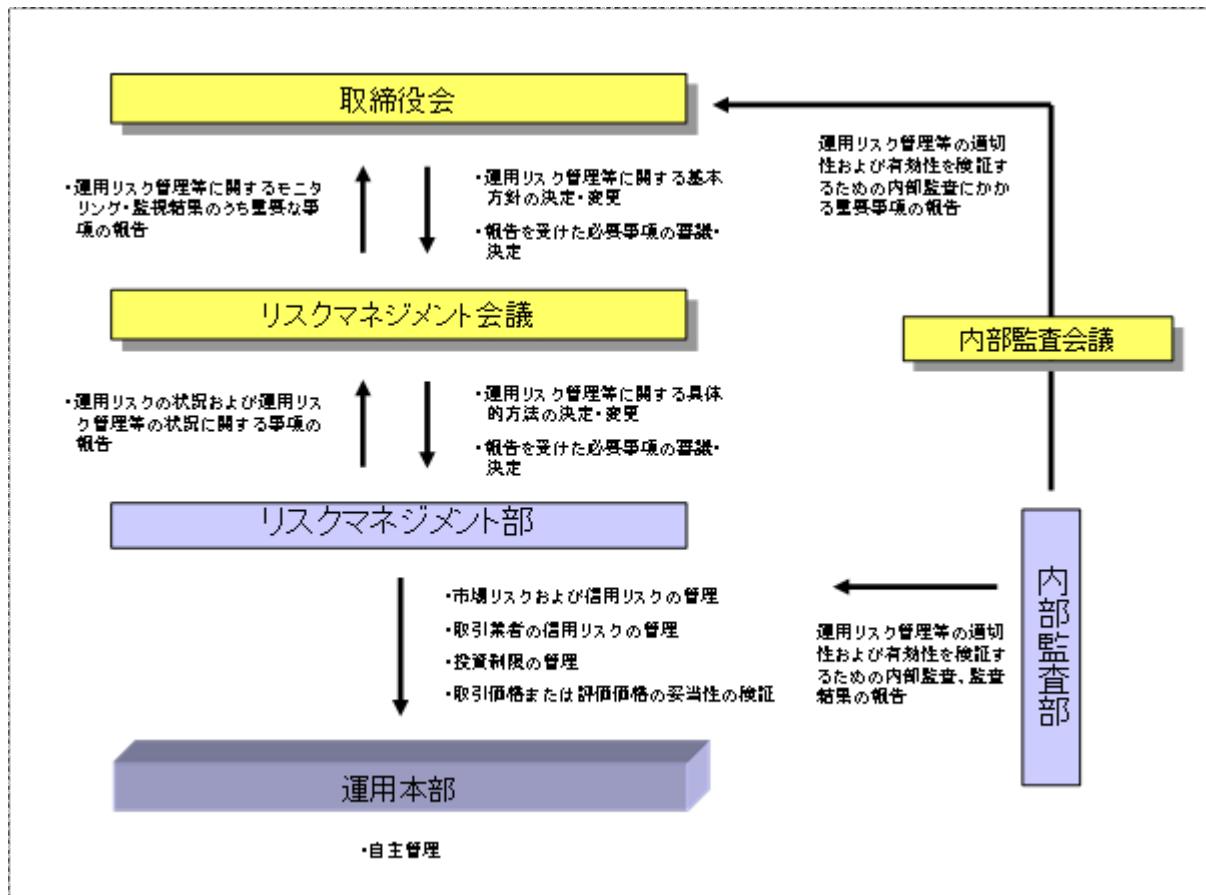 取締役会
運用リスク管理等の適切
性および有効性を検証す
るための内部監査にかか
る重要事項の報告
・運用リスク管理等に関するモニタ
リング・監視結果のうち重要な事
項の報告
・運用リスク管理等に関する基本
方針の決定・変更
・報告を受けた必要事項の審議・
決定
リスクマネジメント会議
内部監査会議
・運用リスクの状況および運用リス
ク管理等の状況に関する事項の
報告
・運用リスク管理等に関する具体
的方法の決定・変更
・報告を受けた必要事項の審議・
決定
リスクマネジメント部
内部監査部
・市場リスクおよび信用リスクの管理
・取引業者の信用リスクの管理
・投資制限の管理
・取引価格または評価価格の妥当性の検証
運用リスク管理等の適切
性および有効性を検証す
るための内部監査、監査
結果の報告
運用本部
・自主管理